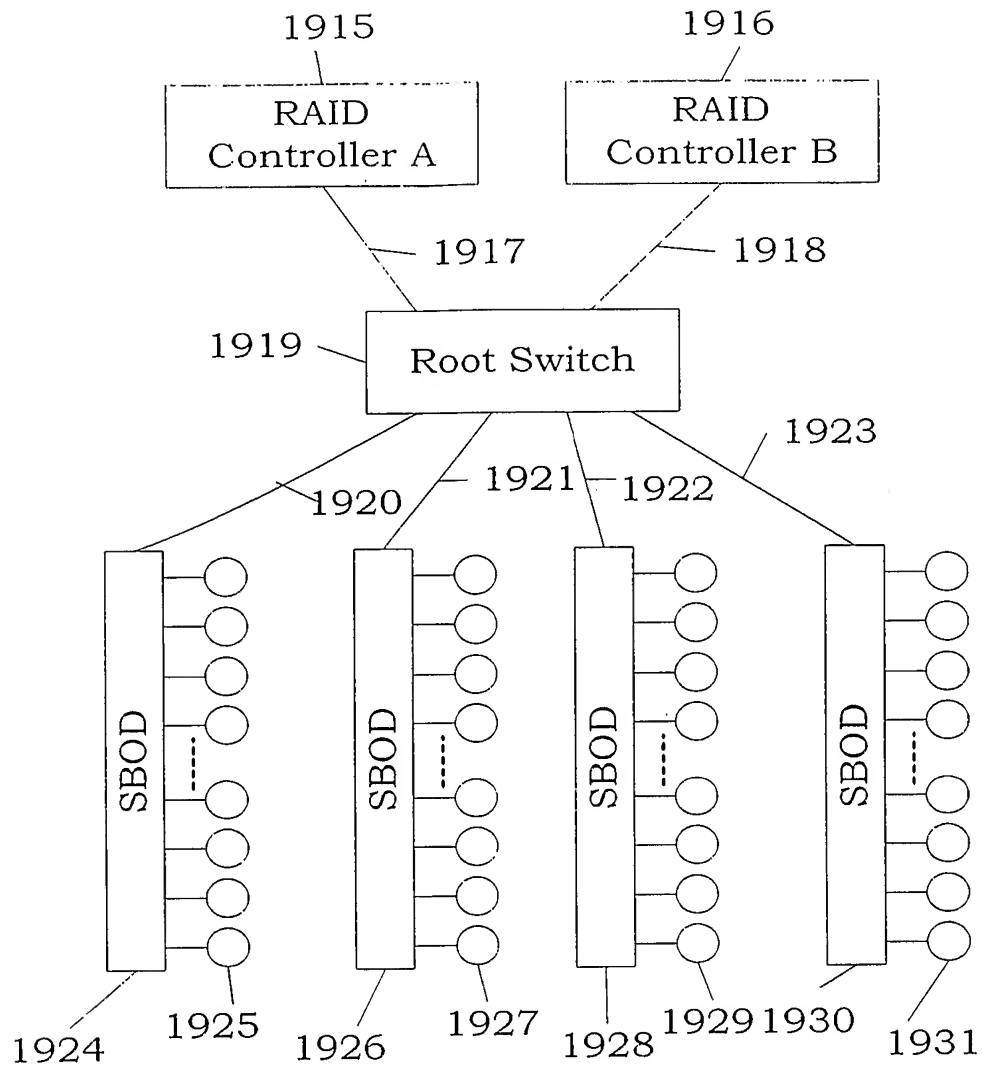 1915
1916
RAID
Controller A
RAID
Controller B
1917
1918
1919
Root Switch
1920
1921
1922
1923
SBOD
SBOD
SBOD
SBOD
1924
1925
1926
1927
1928
1929
1930
1931